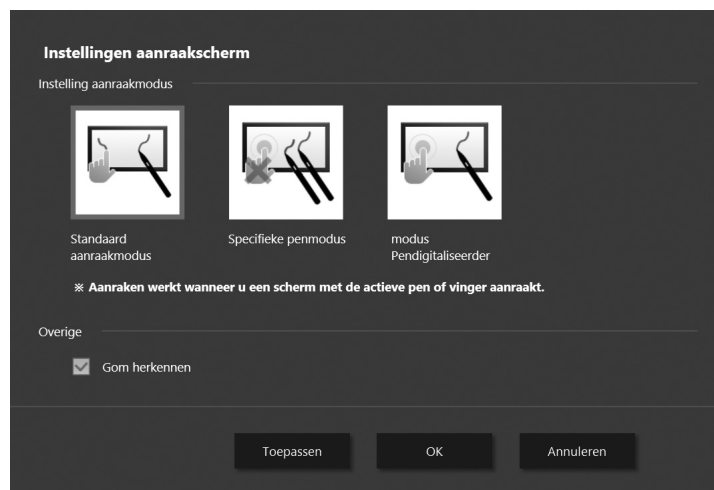 Instellingen aanraakscherm
Instelling aanraakmodus
Standaard
aanraakmodus
Specifieke penmodus
modus
Pendigitaliseerder
※ Aanraken werkt wanneer u een scherm met de actieve pen of vinger aanraakt.
Overige
Gom herkennen
Toepassen
OK
Annuleren